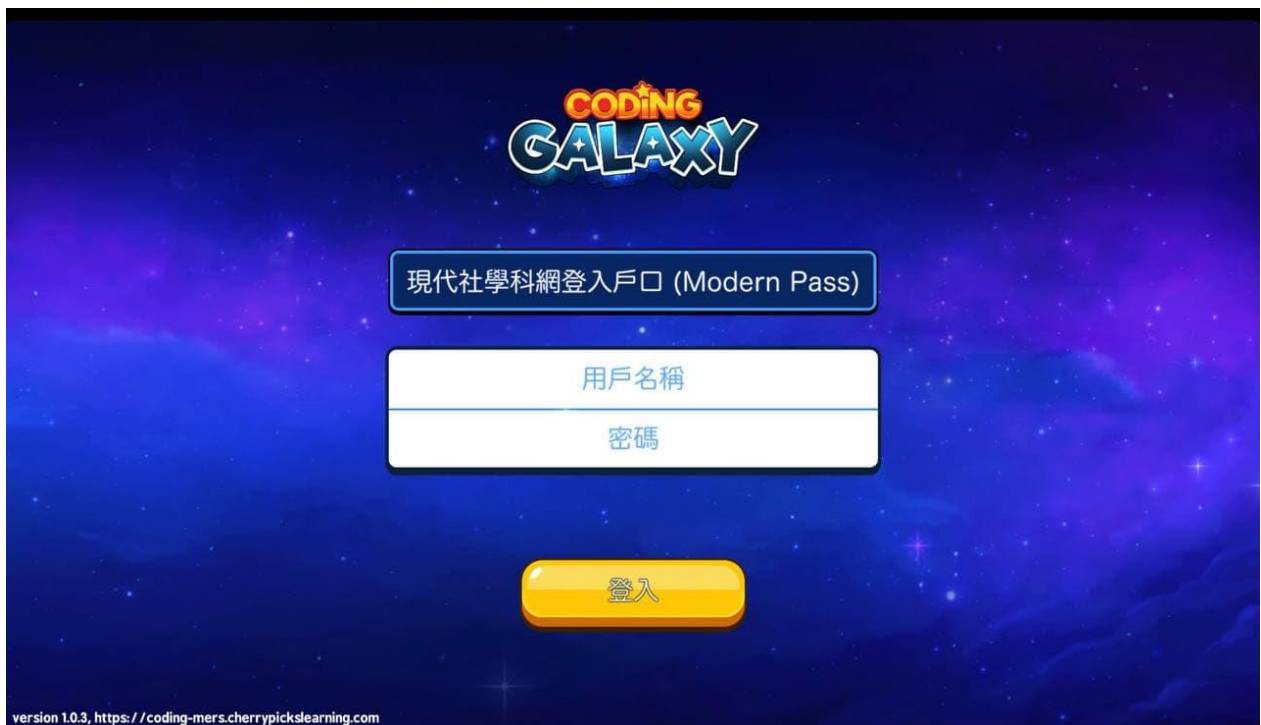 CODING
GALAXY
現代社學科網登入戶口 (Modern Pass)
用戶名稱
密碼
登入
version 1.0.3, https://coding-mers.cherrypickslearning.com